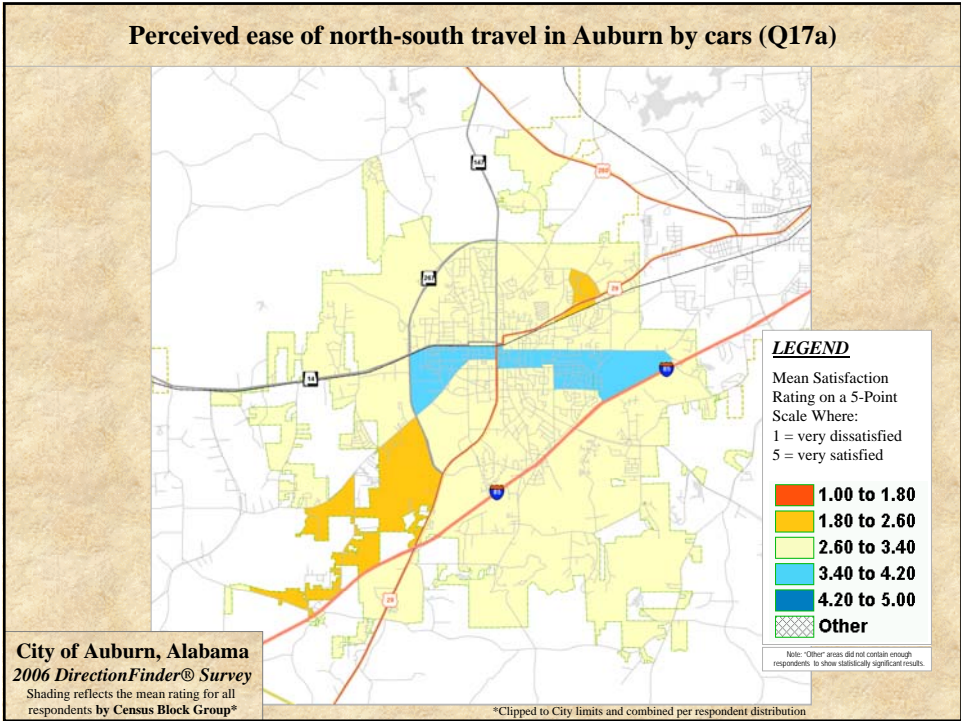 Perceived ease of north-south travel in Auburn by cars (Q17a)
147
280
267
29
14
85
85
29
LEGEND
Mean Satisfaction
Rating on a 5-Point
Scale Where:
1 = very dissatisfied
5 = very satisfied
1.00 to 1.80
1.80 to 2.60
2.60 to 3.40
3.40 to 4.20
4.20 to 5.00
Other
Note: "Other" areas did not contain enough
respondents to show statistically significant results.
City of Auburn, Alabama
2006 DirectionFinder® Survey
Shading reflects the mean rating for all
respondents by Census Block Group*
*Clipped to City limits and combined per respondent distribution